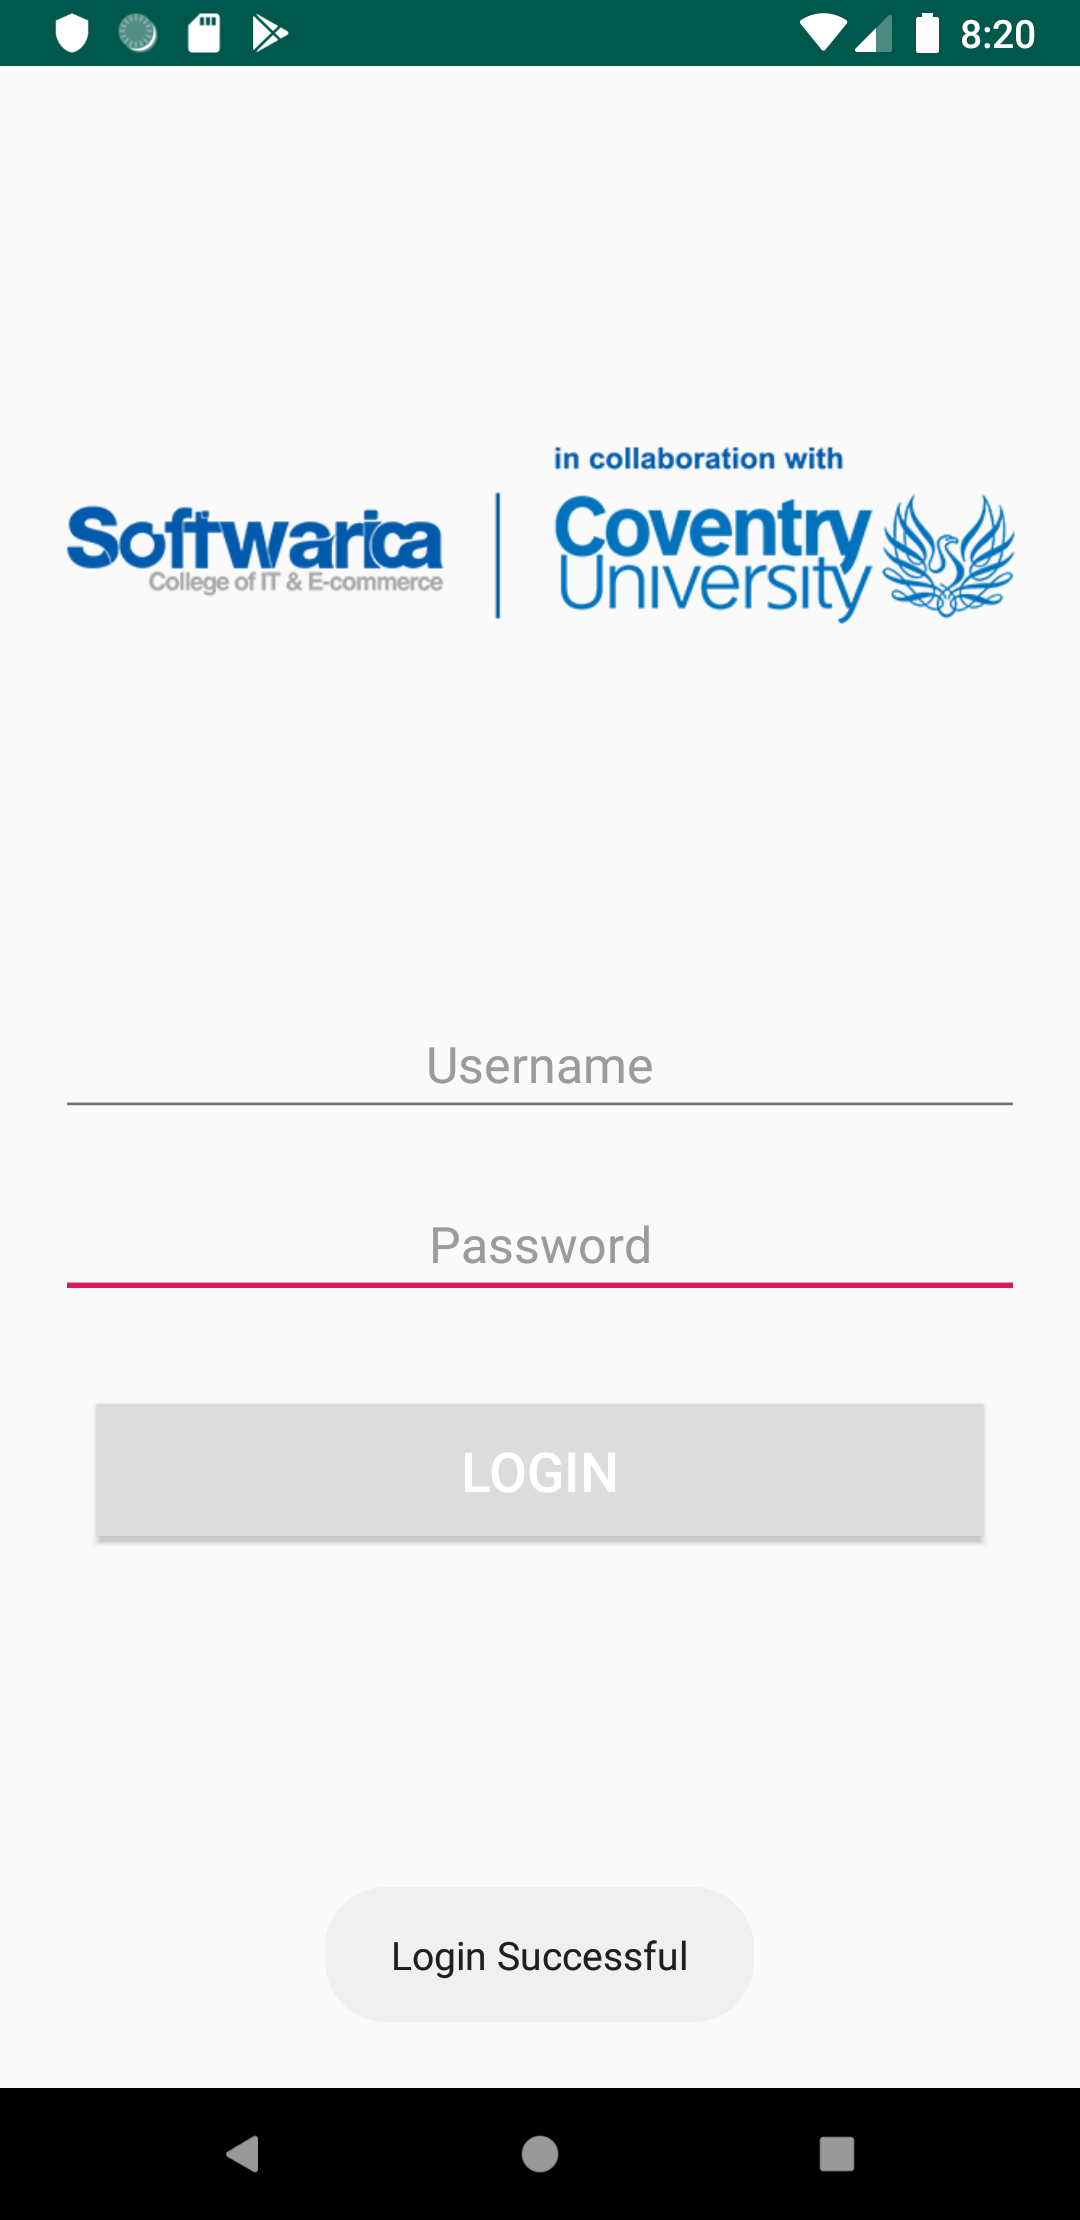 8:20
in collaboration with
Softwarica
College of IT & E-commerce
Coventry
University
Username
Password
LOGIN
Login Successful